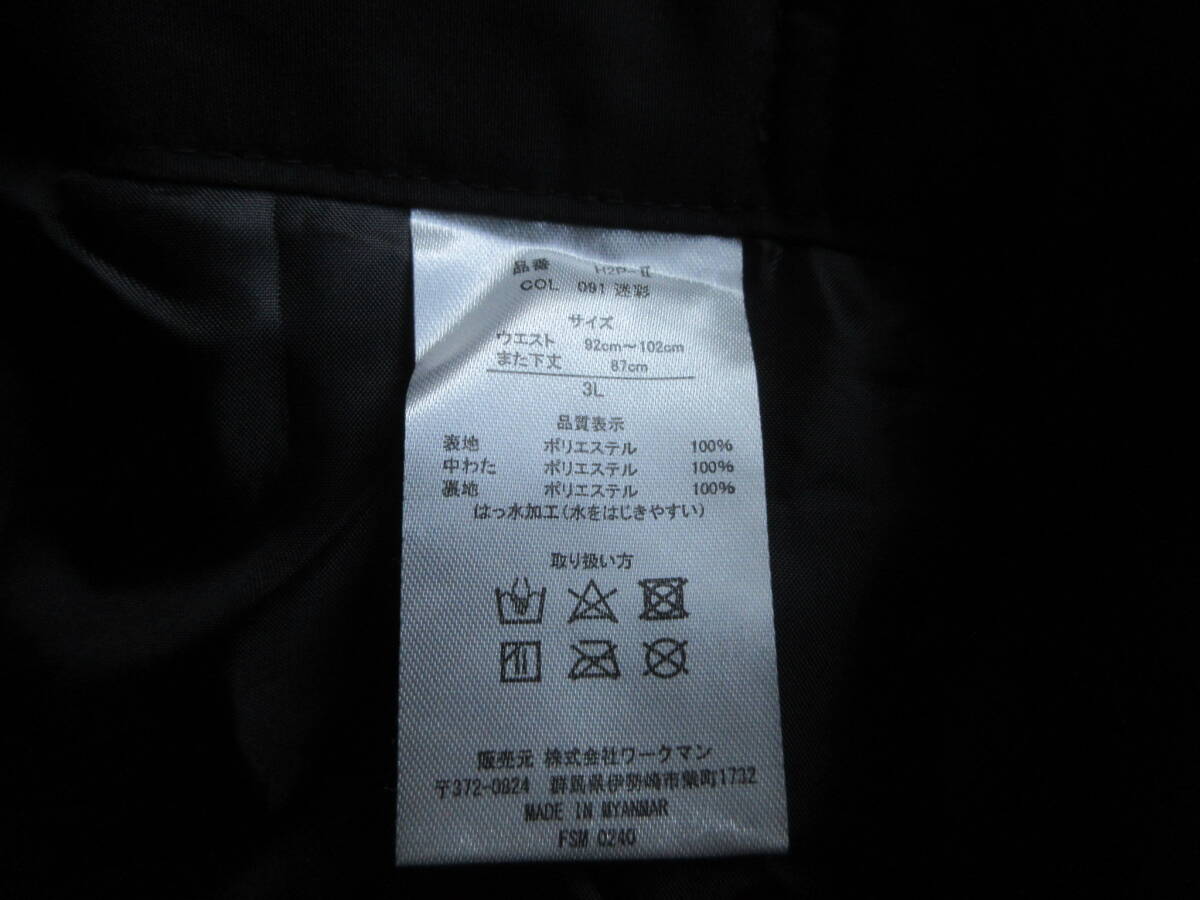 品番 H2P-Ⅱ
COL 091 迷彩
サイズ
ウエスト 92cm～102cm
また下丈 87cm
3L
品質表示
表地 ポリエステル 100%
中わた ポリエステル 100%
裏地 ポリエステル 100%
はっ水加工(水をはじきやすい)
取り扱い方
販売元 株式会社ワークマン
〒372-0824 群馬県伊勢崎市柴町1732
MADE IN MYANMAR
FSM 0240